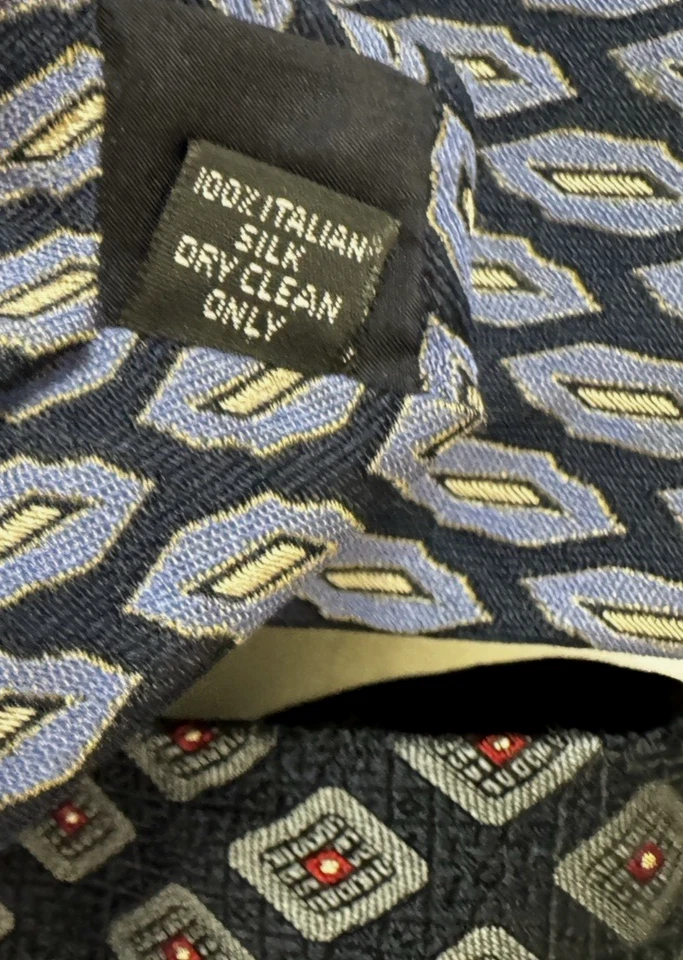 100% ITALIAN
SILK
DRY CLEAN
ONLY